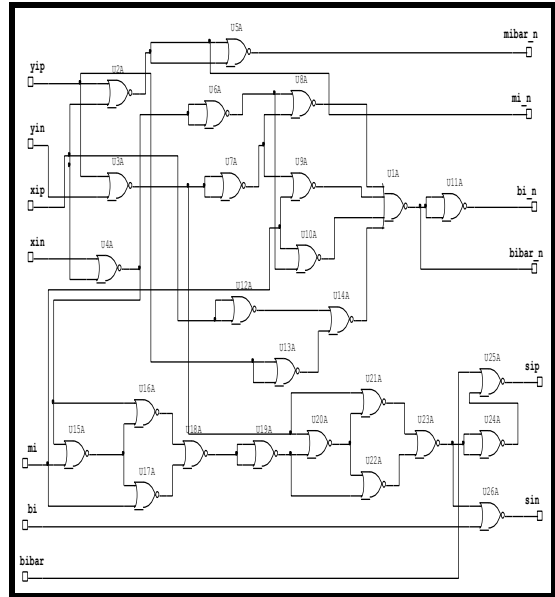 U5A
mibar_n
yip
U2A
U8A
U6A
mi_n
yin
U3A
U7A
U9A
U1A
U11A
xip
bi_n
xin
U4A
U10A
bibar_n
U12A
U14A
U13A
U25A
sip
U16A
U21A
U15A
U18A
U19A
U20A
U23A
U24A
mi
U17A
U22A
U26A
sin
bi
bibar